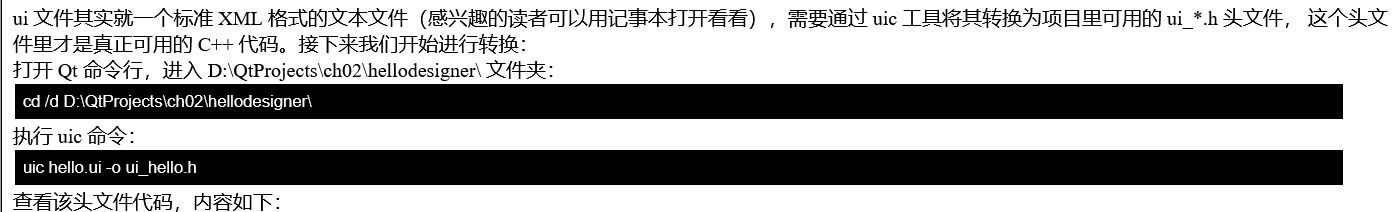 ui 文件其实就一个标准 XML 格式的文本文件（感兴趣的读者可以用记事本打开看看），需要通过 uic 工具将其转换为项目里可用的 ui_*.h 头文件， 这个头文
件里才是真正可用的 C++ 代码。接下来我们开始进行转换：
打开 Qt 命令行，进入 D:\QtProjects\ch02\hellodesigner\ 文件夹：
cd /d D:\QtProjects\ch02\hellodesigner\
执行 uic 命令：
uic hello.ui -o ui_hello.h
查看该头文件代码，内容如下：